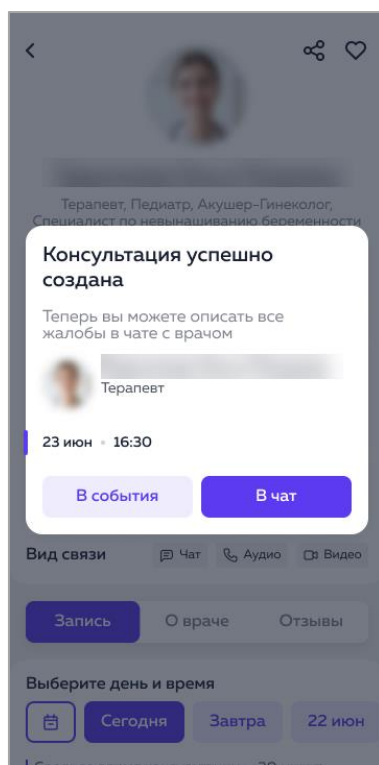 Терапевт, Педиатр, Акушер-Гинеколог,
Специалист по невынашиванию беременности
Консультация успешно
создана
Теперь вы можете описать все
жалобы в чате с врачом
Терапевт
23 июн • 16:30
В события В чат
Вид связи Чат Аудио Видео
Запись О враче Отзывы
Выберите день и время
Сегодня Завтра 22 июн